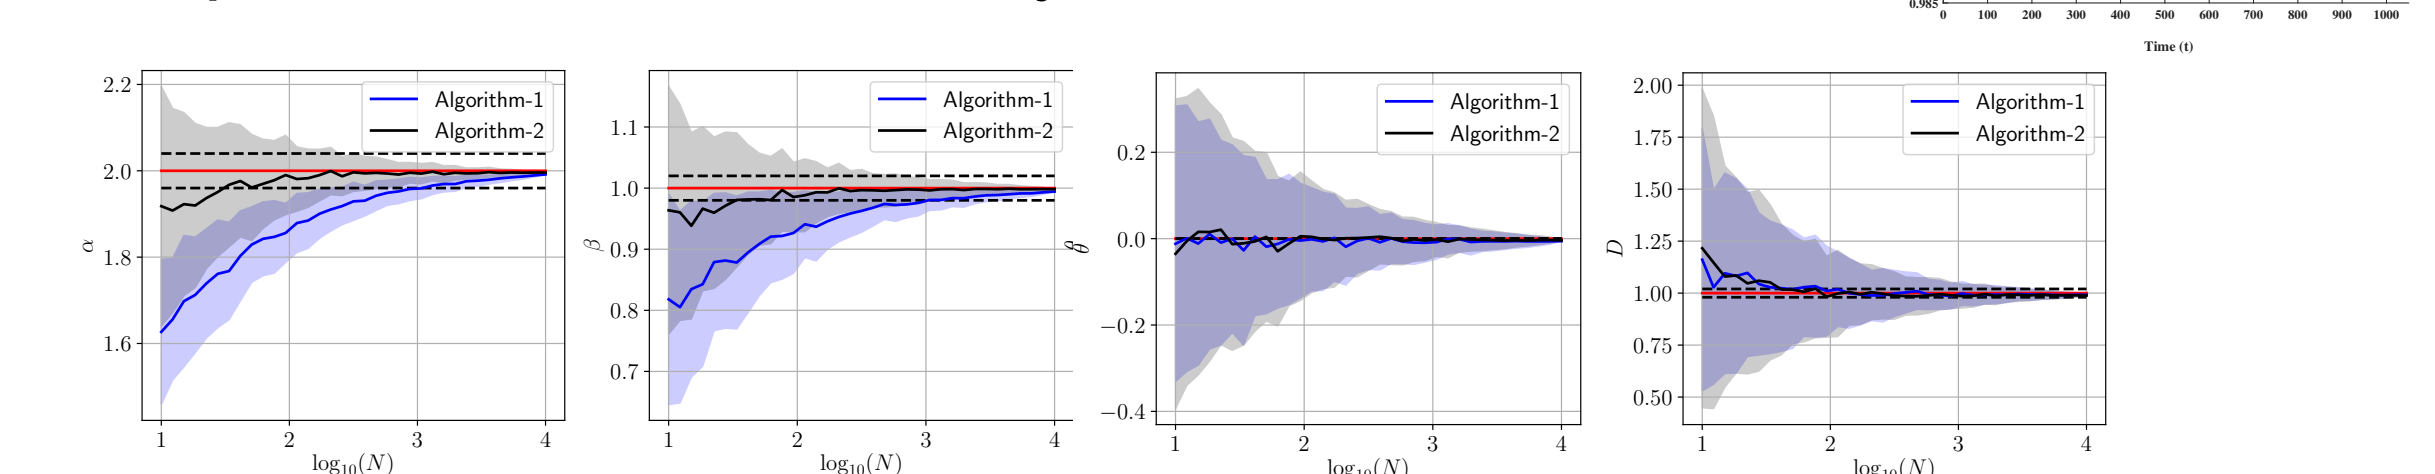 0.985
0 100 200 300 400 500 600 700 800 900 1000
Time (t)
2.2
2.0
1.8
1.6
α
Algorithm-1
Algorithm-2
1 2 3 4
log10(N)
1.1
1.0
0.9
0.8
0.7
β
Algorithm-1
Algorithm-2
1 2 3 4
log10(N)
0.2
0.0
−0.2
−0.4
θ
Algorithm-1
Algorithm-2
1 2 3 4
log10(N)
2.00
1.75
1.50
1.25
1.00
0.75
0.50
D
Algorithm-1
Algorithm-2
1 2 3 4
log10(N)